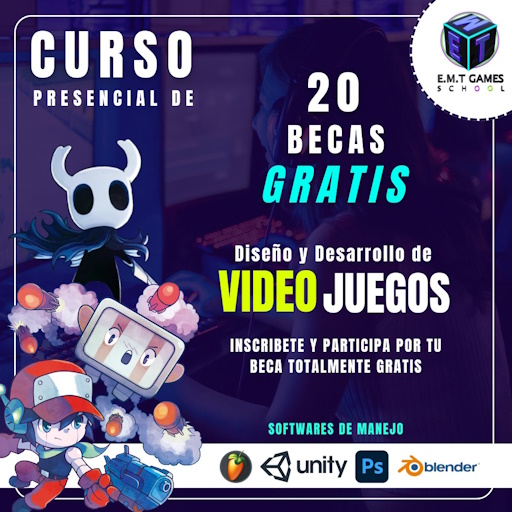 CURSO
PRESENCIAL DE
E.M.T GAMES
SCHOOL
20
BECAS
GRATIS
Diseño y Desarrollo de
VIDEO JUEGOS
INSCRIBETE Y PARTICIPA POR TU
BECA TOTALMENTE GRATIS
SOFTWARES DE MANEJO
unity Ps blender